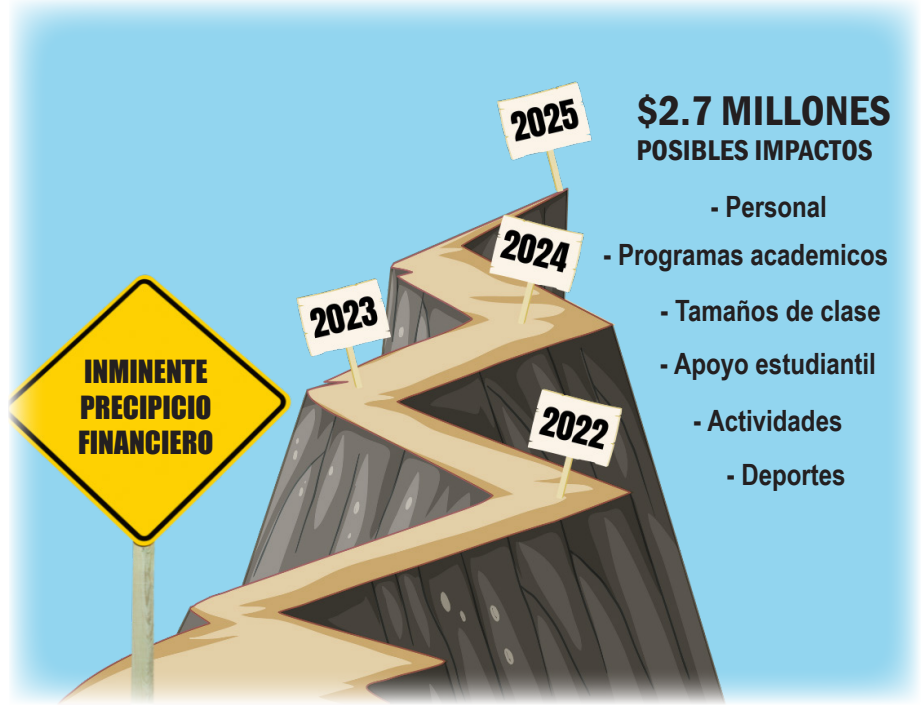 2025
$2.7 MILLONES
POSIBLES IMPACTOS
- Personal
2024
- Programas academicos
2023
- Tamaños de clase
INMINENTE
PRECIPICIO
FINANCIERO
- Apoyo estudiantil
2022
- Actividades
- Deportes